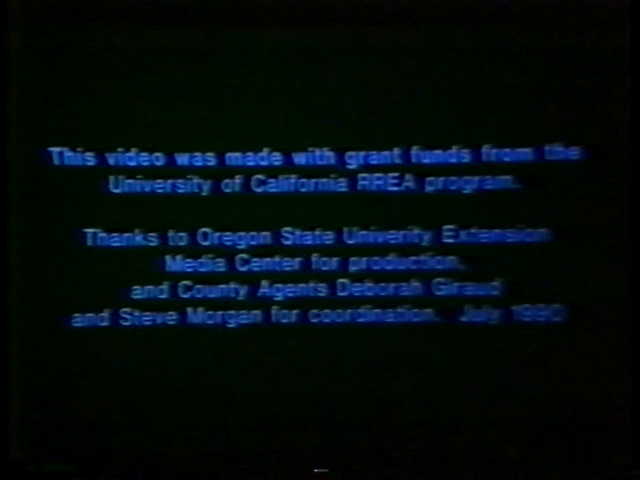 This video was made with grant funds from the
University of California RREA program.
Thanks to Oregon State Univerity Extension
Media Center for production,
and County Agents Deborah Giraud
and Steve Morgan for coordination. July 1990